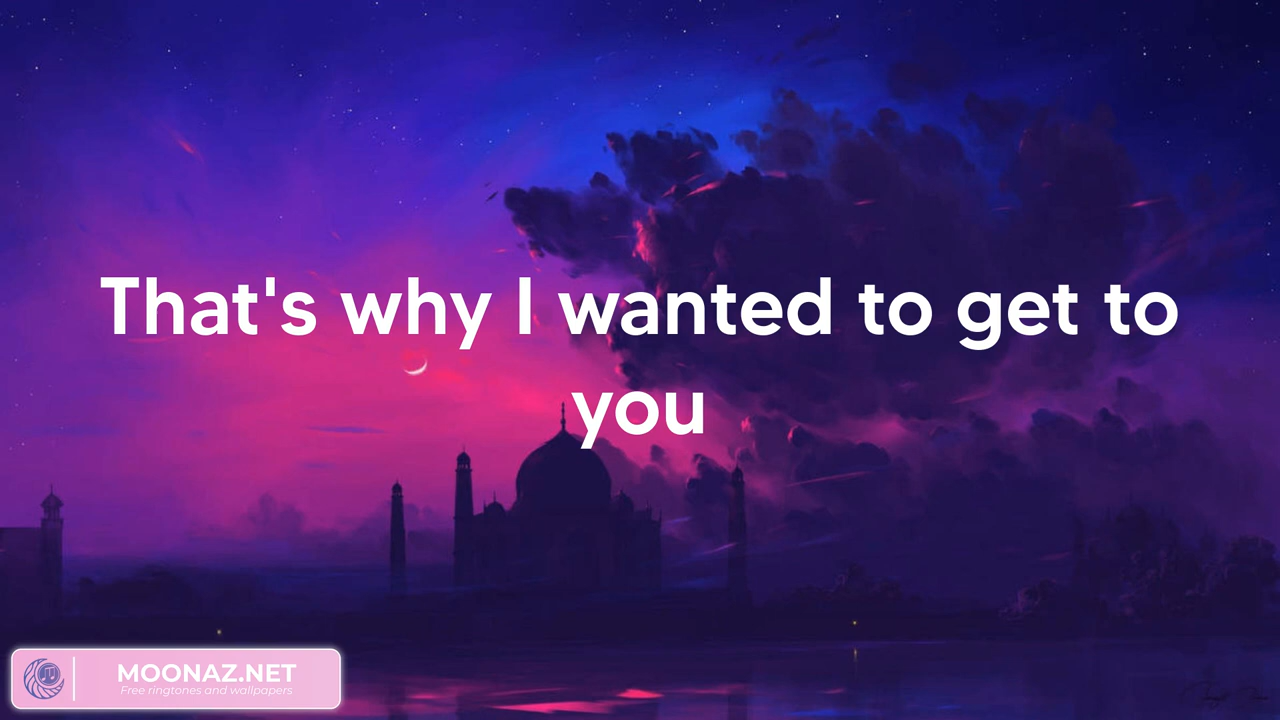 That's why I wanted to get to
you
MOONAZ.NET
Free ringtones and wallpapers